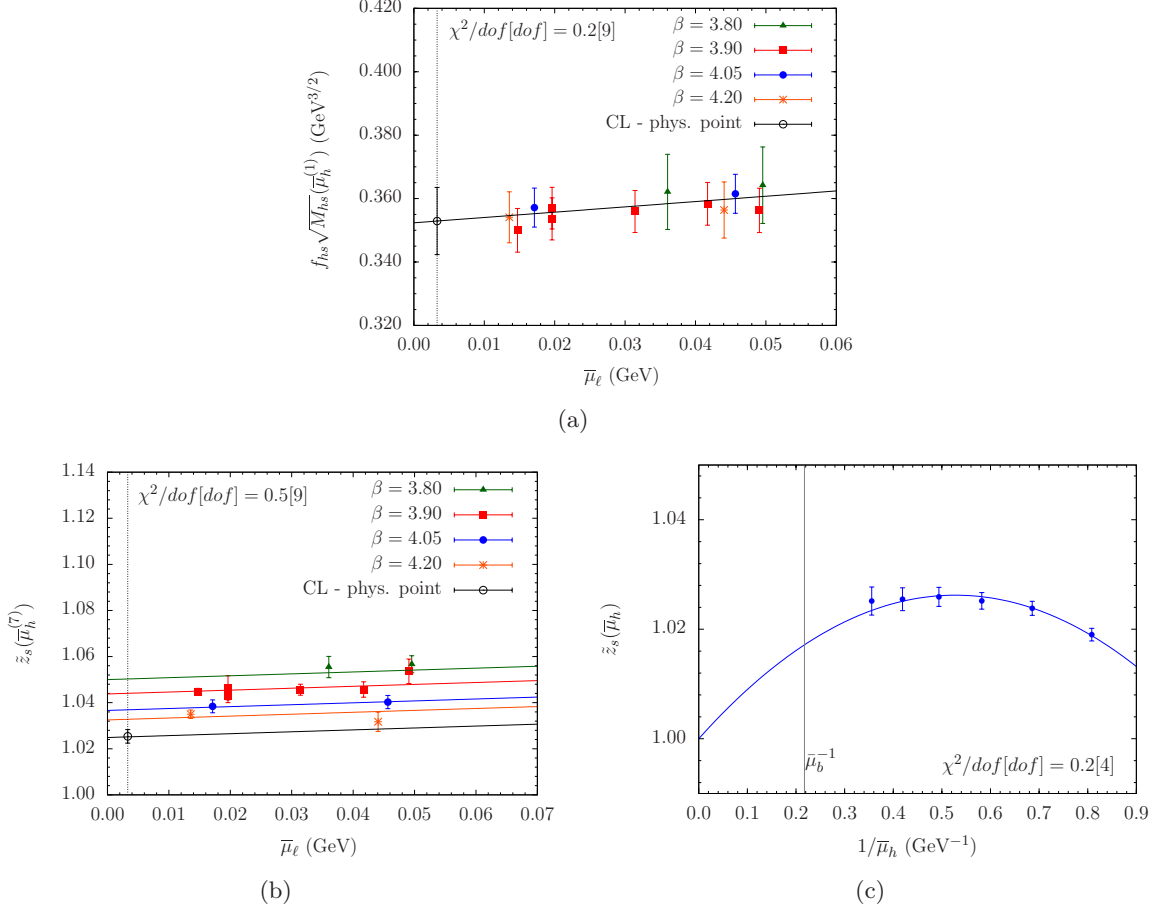 0.420
0.400
0.380
0.360
0.340
0.320
0.00 0.01 0.02 0.03 0.04 0.05 0.06
f_{hs}√M_{hs}(μ̅_h^{(1)}) (GeV^{3/2})
μ̅_ℓ (GeV)
χ²/dof[dof] = 0.2[9]
β = 3.80
β = 3.90
β = 4.05
β = 4.20
CL - phys. point
(a)
1.14
1.12
1.10
1.08
1.06
1.04
1.02
1.00
0.00 0.01 0.02 0.03 0.04 0.05 0.06 0.07
z̃_s(μ̅_h^{(7)})
μ̅_ℓ (GeV)
χ²/dof[dof] = 0.5[9]
β = 3.80
β = 3.90
β = 4.05
β = 4.20
CL - phys. point
(b)
1.04
1.02
1.00
0.0 0.1 0.2 0.3 0.4 0.5 0.6 0.7 0.8 0.9
z̃_s(μ̅_h)
1/μ̅_h (GeV⁻¹)
μ̅_b⁻¹
χ²/dof[dof] = 0.2[4]
(c)